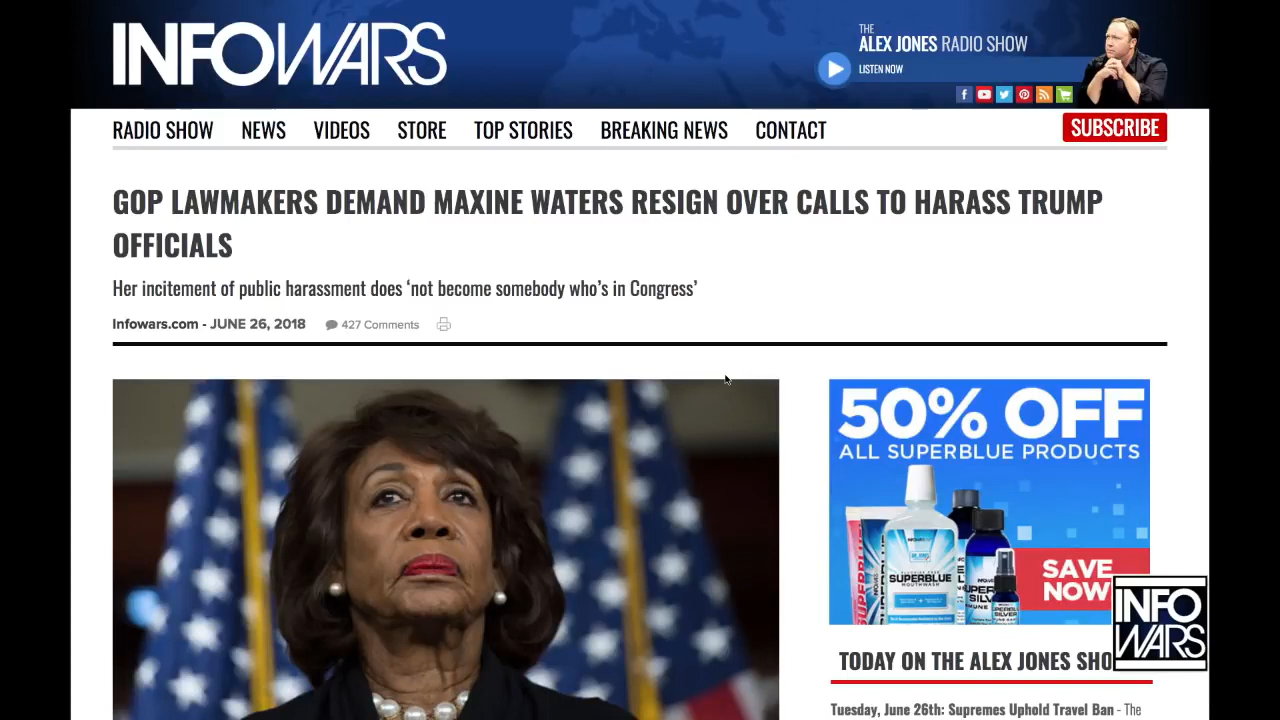 INFOWARS
THE
ALEX JONES RADIO SHOW
LISTEN NOW
RADIO SHOW NEWS VIDEOS STORE TOP STORIES BREAKING NEWS CONTACT SUBSCRIBE
GOP LAWMAKERS DEMAND MAXINE WATERS RESIGN OVER CALLS TO HARASS TRUMP
OFFICIALS
Her incitement of public harassment does ‘not become somebody who’s in Congress’
Infowars.com - JUNE 26, 2018 427 Comments
50% OFF
ALL SUPERBLUE PRODUCTS
SUPERBLUE
SUPERBLUE
MOUTHWASH
SAVE
NOW
INFO
WARS
TODAY ON THE ALEX JONES SHO
Tuesday, June 26th: Supremes Uphold Travel Ban - The